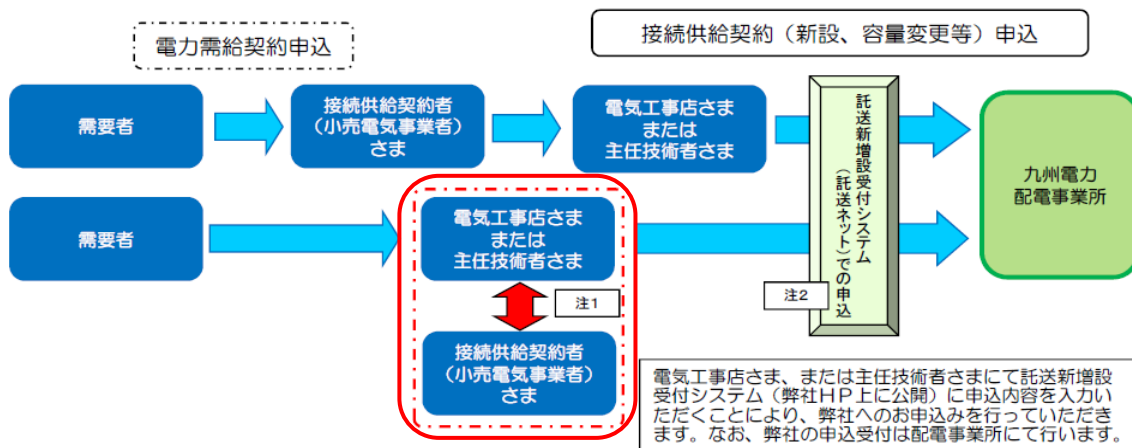 電力需給契約申込
接続供給契約（新設、容量変更等）申込
需要者
接続供給契約者
（小売電気事業者）
さま
電気工事店さま
または
主任技術者さま
託送新増設受付システム
（託送ネット）での申込
九州電力
配電事業所
需要者
電気工事店さま
または
主任技術者さま
注１
注２
接続供給契約者
（小売電気事業者）
さま
電気工事店さま、または主任技術者さまにて託送新増設
受付システム（弊社ＨＰ上に公開）に申込内容を入力い
ただくことにより、弊社へのお申込みを行っていただき
ます。なお、弊社の申込受付は配電事業所にて行います。